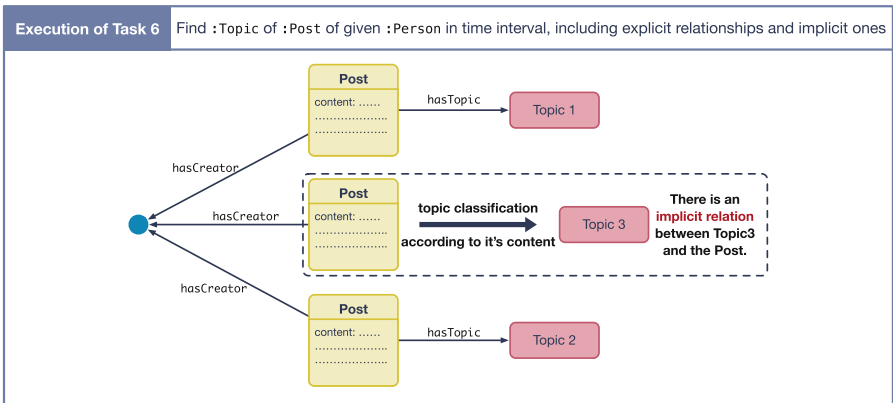 Execution of Task 6
Find :Topic of :Post of given :Person in time interval, including explicit relationships and implicit ones
Post
content: ......
...................
...................
hasTopic
Topic 1
hasCreator
Post
content: ......
...................
...................
hasCreator
topic classification
according to it's content
Topic 3
There is an
implicit relation
between Topic3
and the Post.
hasCreator
Post
content: ......
...................
...................
hasTopic
Topic 2